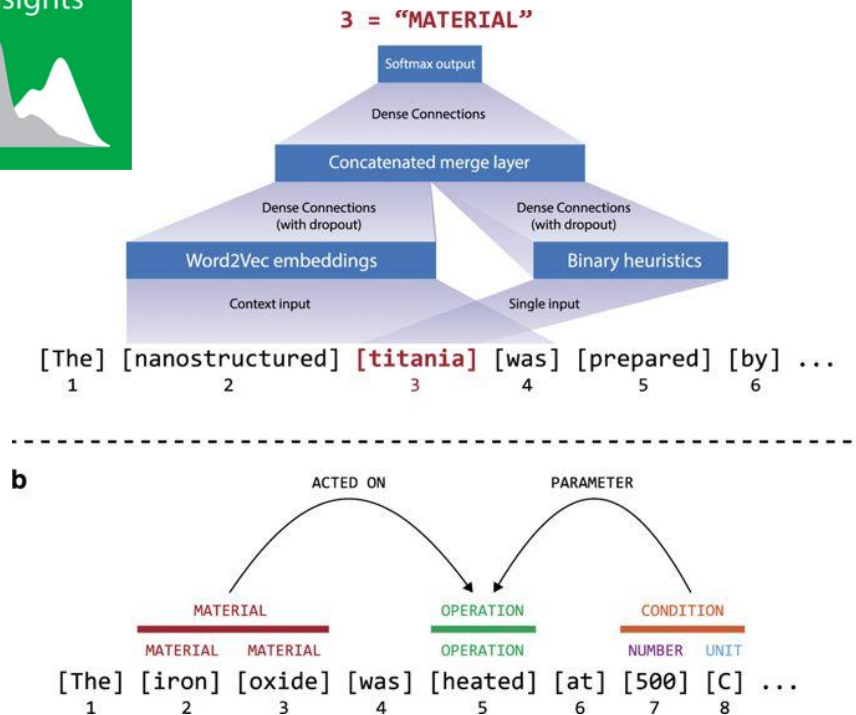 3 = “MATERIAL”
Softmax output
Dense Connections
Concatenated merge layer
Dense Connections
(with dropout)
Dense Connections
(with dropout)
Word2Vec embeddings
Binary heuristics
Context input
Single input
[The] [nanostructured] [titania] [was] [prepared] [by] ...
1 2 3 4 5 6
b
ACTED ON
PARAMETER
MATERIAL OPERATION CONDITION
MATERIAL MATERIAL OPERATION NUMBER UNIT
[The] [iron] [oxide] [was] [heated] [at] [500] [C] ...
1 2 3 4 5 6 7 8